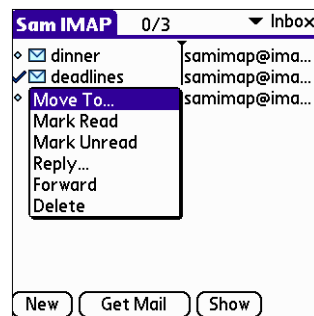 Sam IMAP 0/3 Inbox
dinner samimap@ima...
deadlines samimap@ima...
samimap@ima...
Move To...
Mark Read
Mark Unread
Reply...
Forward
Delete
New Get Mail Show